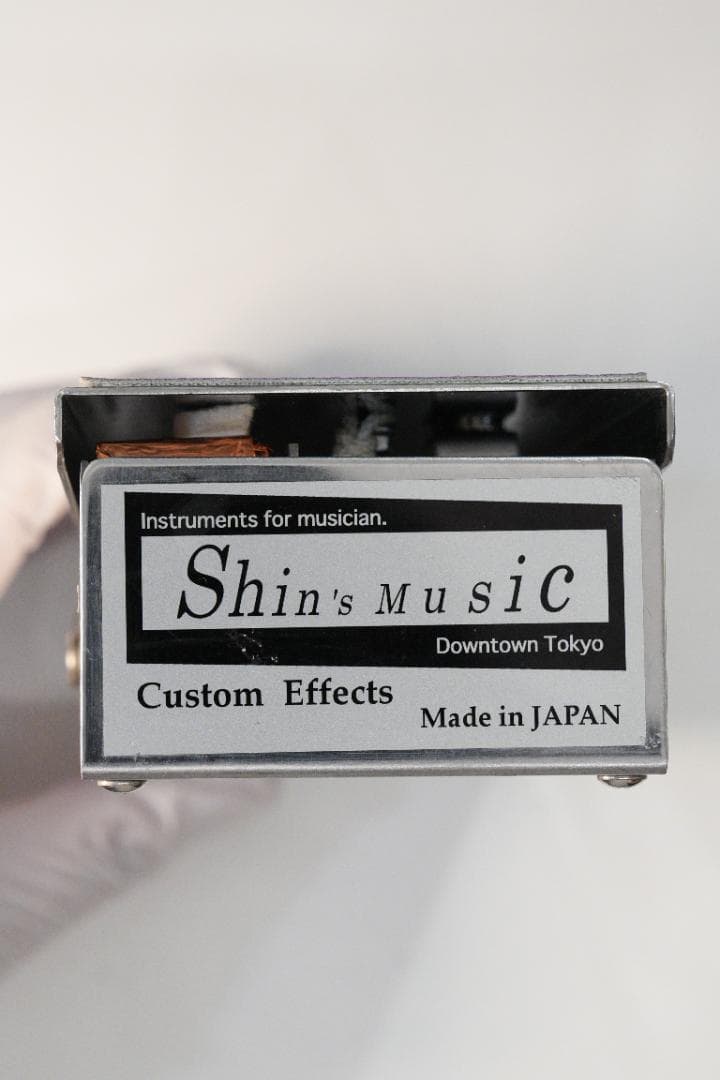 Instruments for musician.
Shin's Music
Downtown Tokyo
Custom Effects
Made in JAPAN